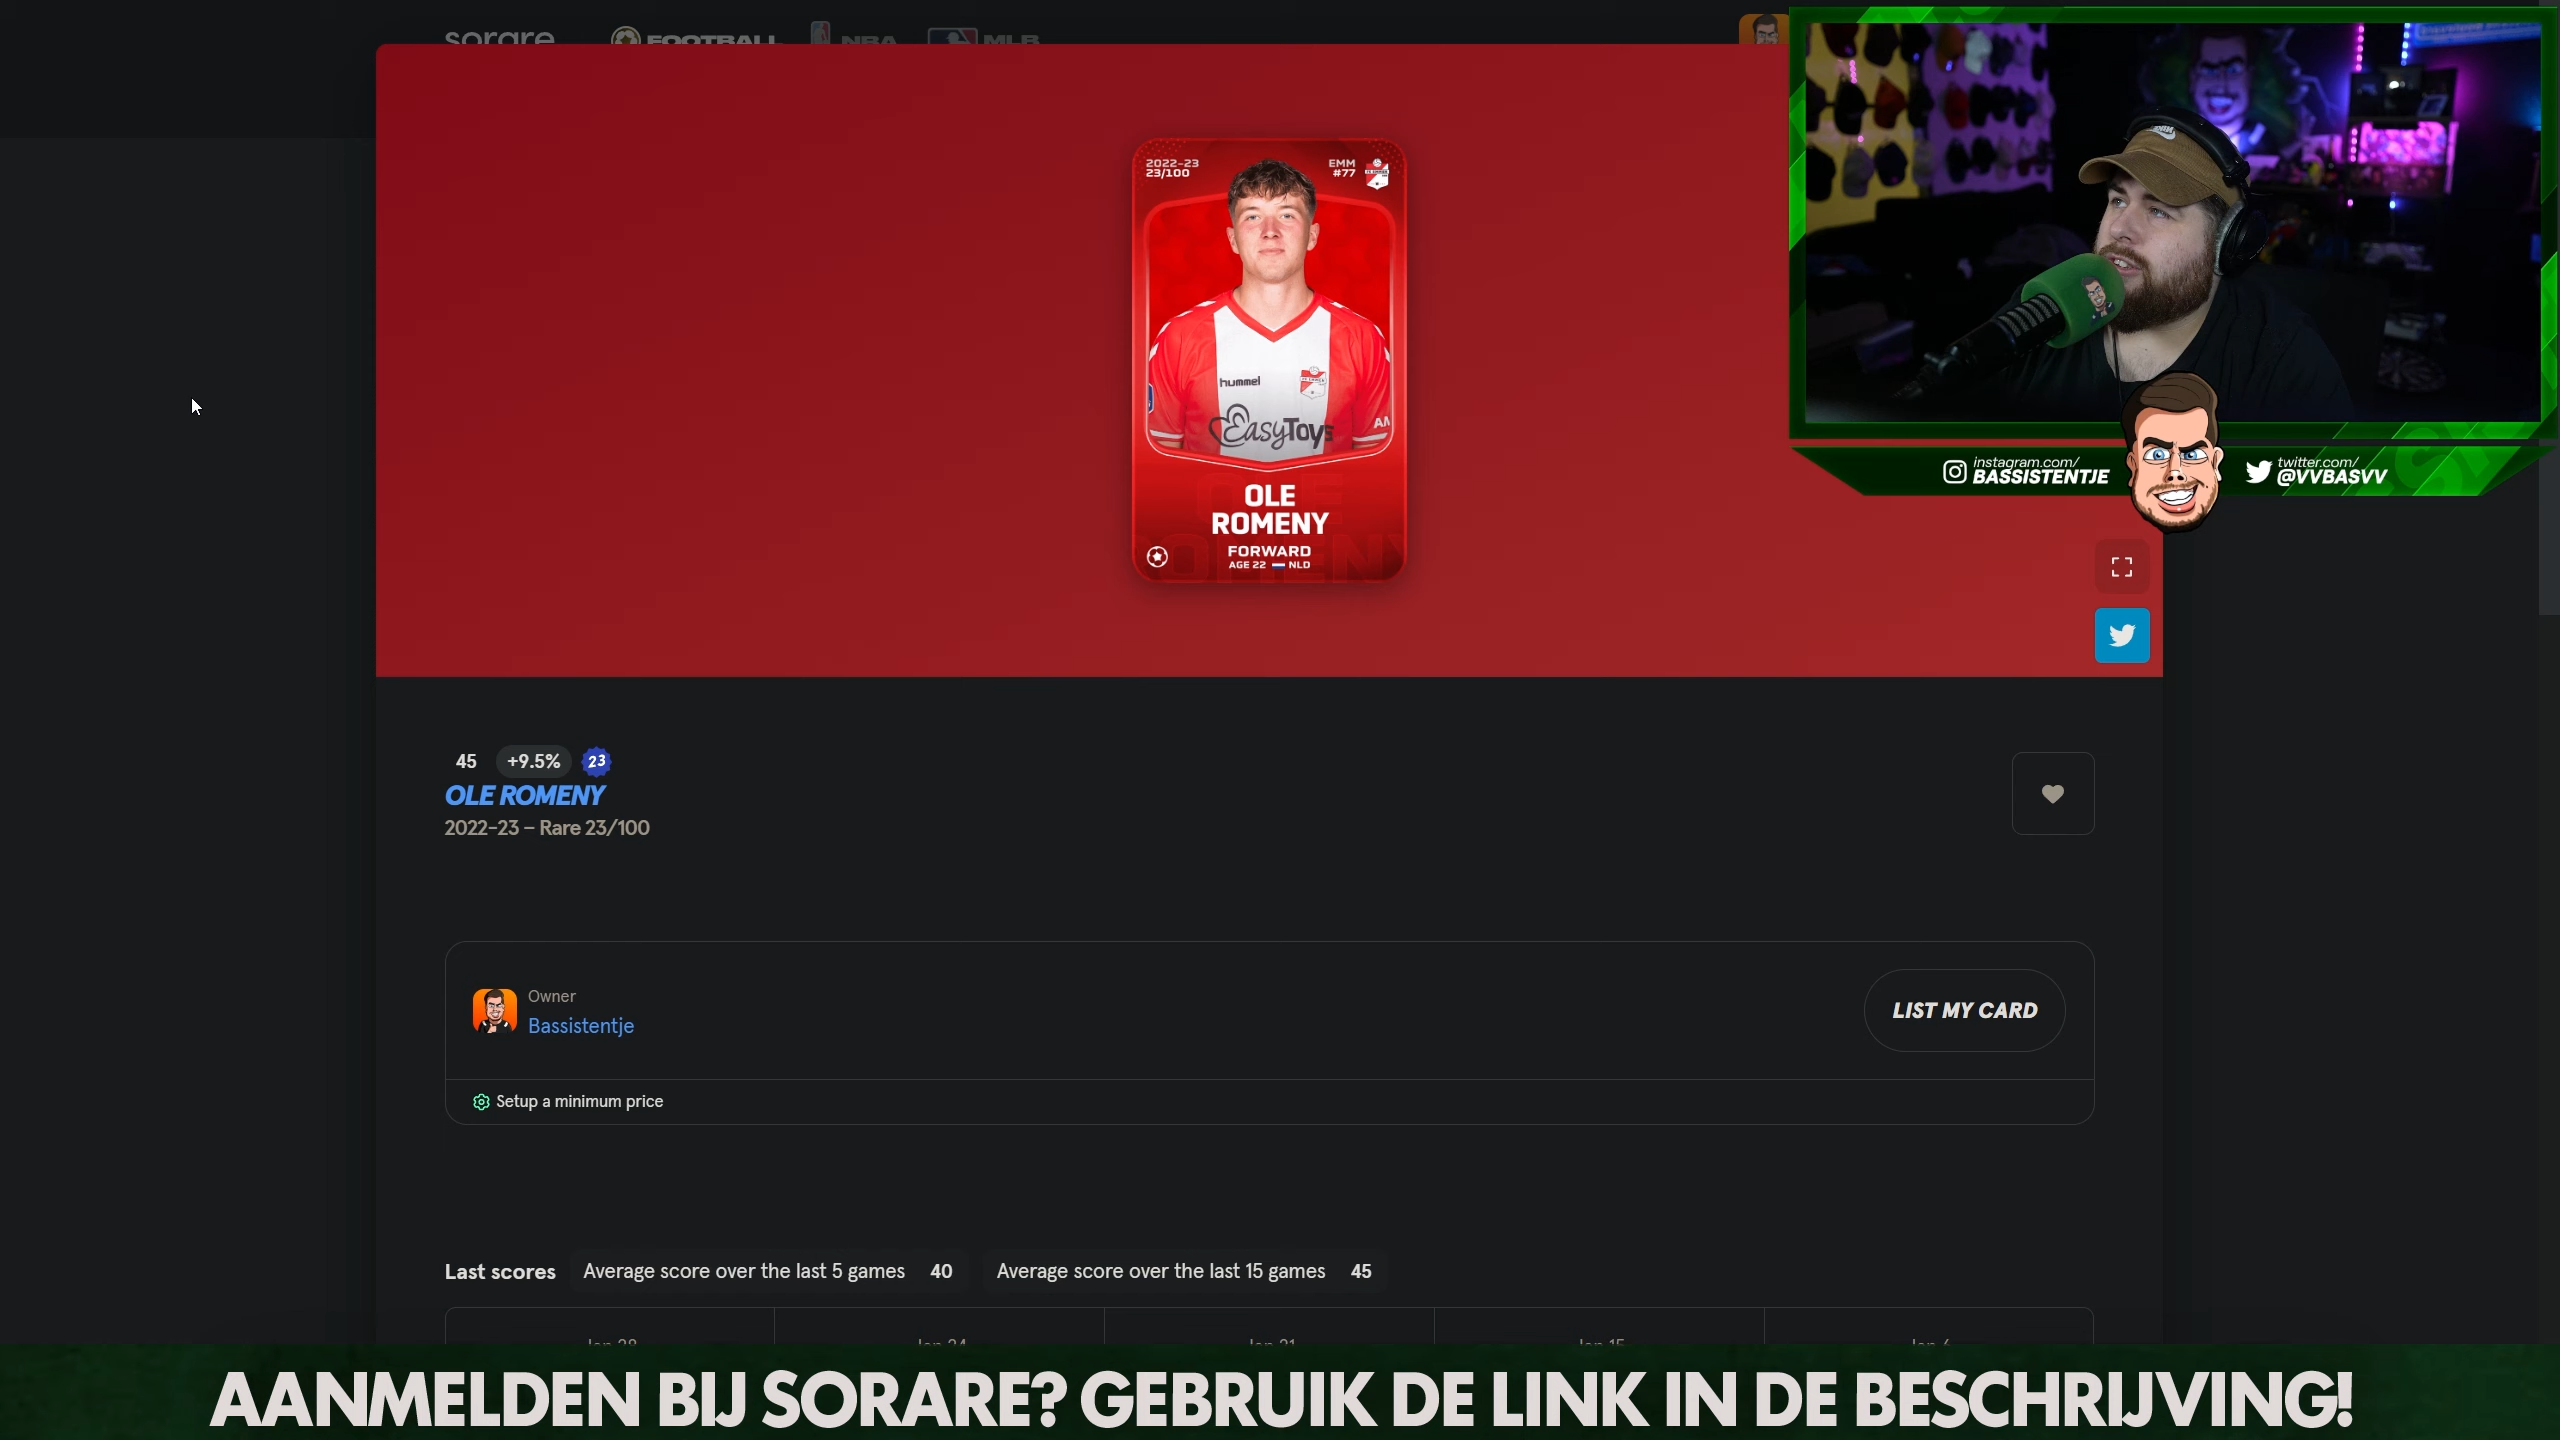 sorare FOOTBALL NBA MLB
2022-23
23/100
EMM
#77
hummel
EasyToys
OLE
ROMENY
FORWARD
AGE 22 NLD
instagram.com/
BASSISTENTJE
twitter.com/
@VVBASVV
45 +9.5% 23
OLE ROMENY
2022-23 – Rare 23/100
Owner
Bassistentje
LIST MY CARD
Setup a minimum price
Last scores Average score over the last 5 games 40 Average score over the last 15 games 45
AANMELDEN BIJ SORARE? GEBRUIK DE LINK IN DE BESCHRIJVING!